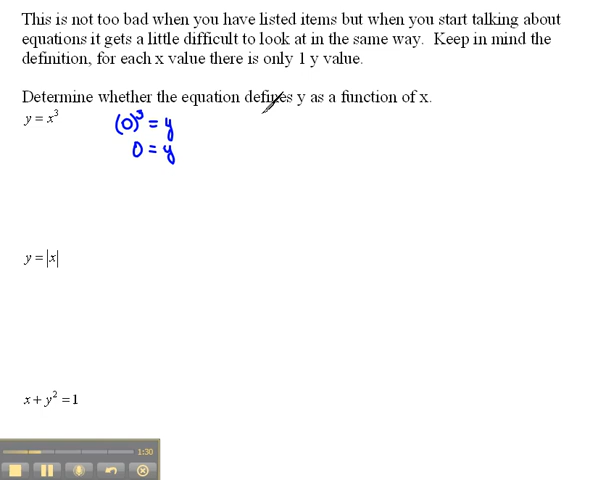 This is not too bad when you have listed items but when you start talking about
equations it gets a little difficult to look at in the same way.  Keep in mind the
definition, for each x value there is only 1 y value.
Determine whether the equation defines y as a function of x.
y = x³
(0)³ = y
0 = y
y = |x|
x + y² = 1
1:30